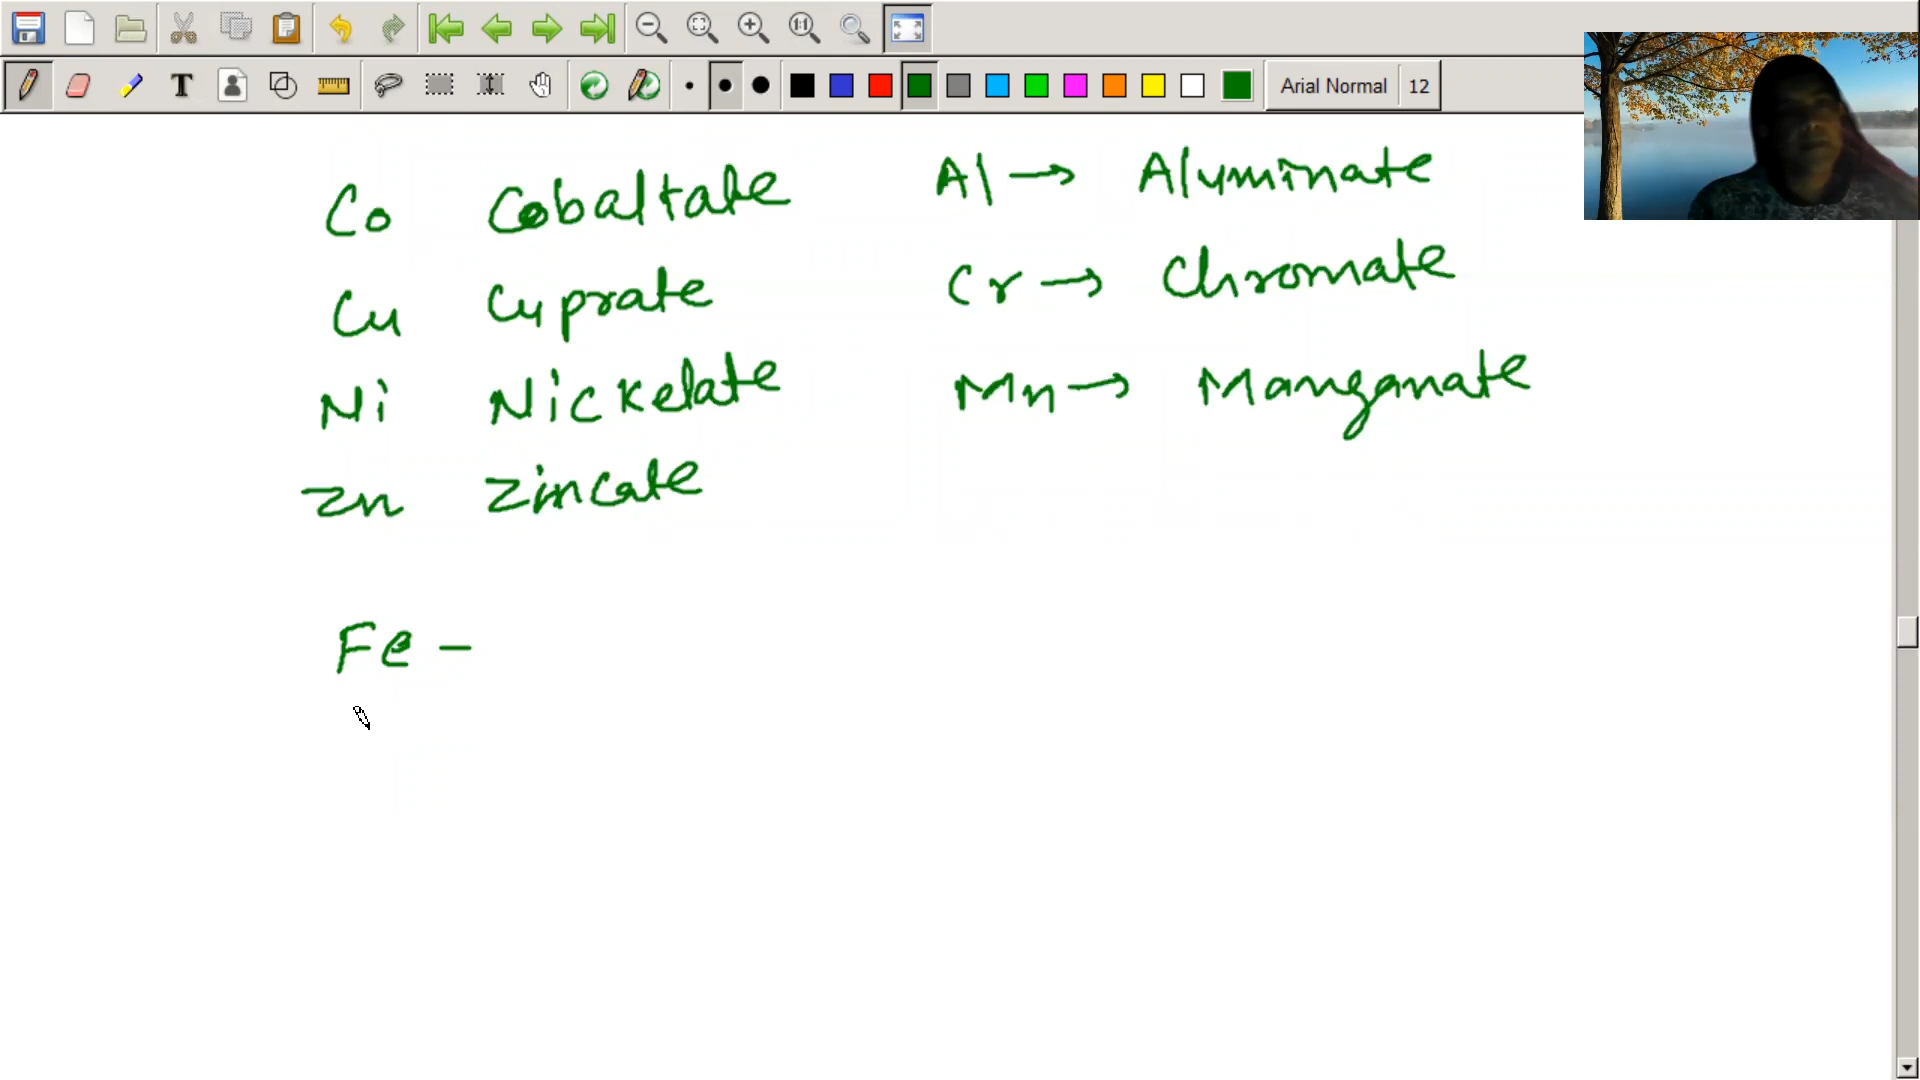 Arial Normal 12
Co Cobaltate
Cu Cuprate
Ni Nickelate
Zn Zincate
Al → Aluminate
Cr → Chromate
Mn → Manganate
Fe –